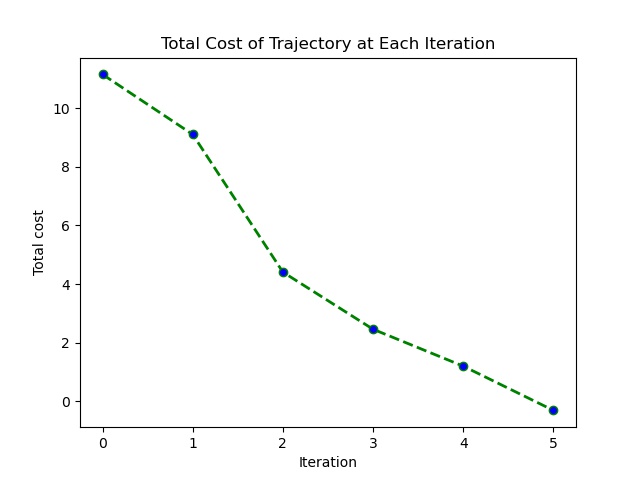 Total Cost of Trajectory at Each Iteration
10
8
6
4
2
0
Total cost
0 1 2 3 4 5
Iteration